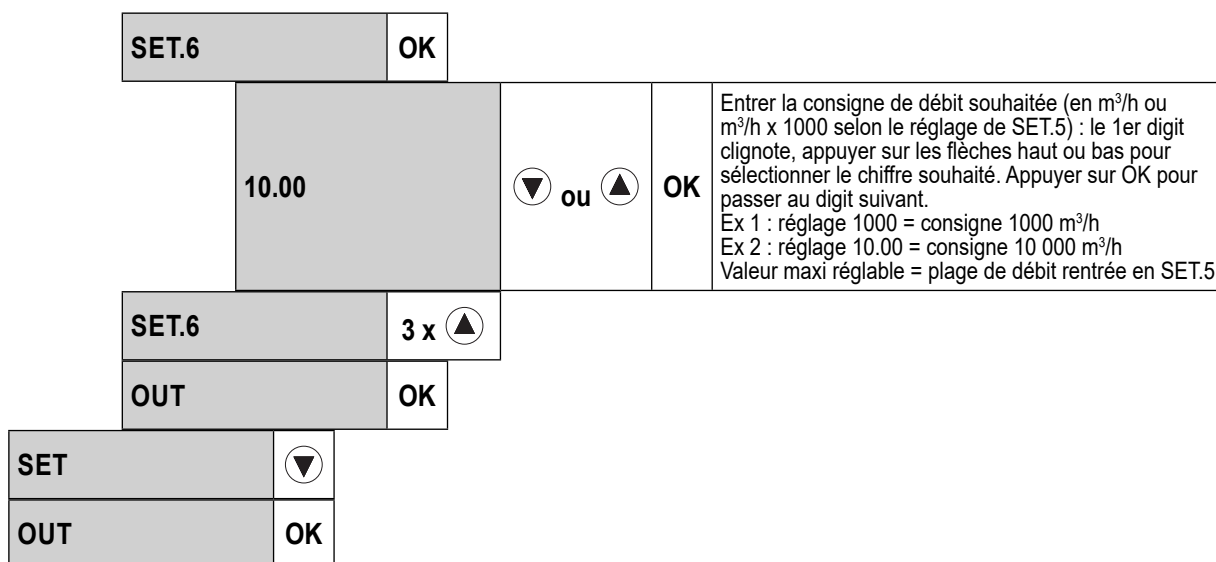 SET.6 OK
10.00 ou OK
Entrer la consigne de débit souhaitée (en m³/h ou
m³/h x 1000 selon le réglage de SET.5) : le 1er digit
clignote, appuyer sur les flèches haut ou bas pour
sélectionner le chiffre souhaité. Appuyer sur OK pour
passer au digit suivant.
Ex 1 : réglage 1000 = consigne 1000 m³/h
Ex 2 : réglage 10.00 = consigne 10 000 m³/h
Valeur maxi réglable = plage de débit rentrée en SET.5
SET.6 3 x
OUT OK
SET
OUT OK